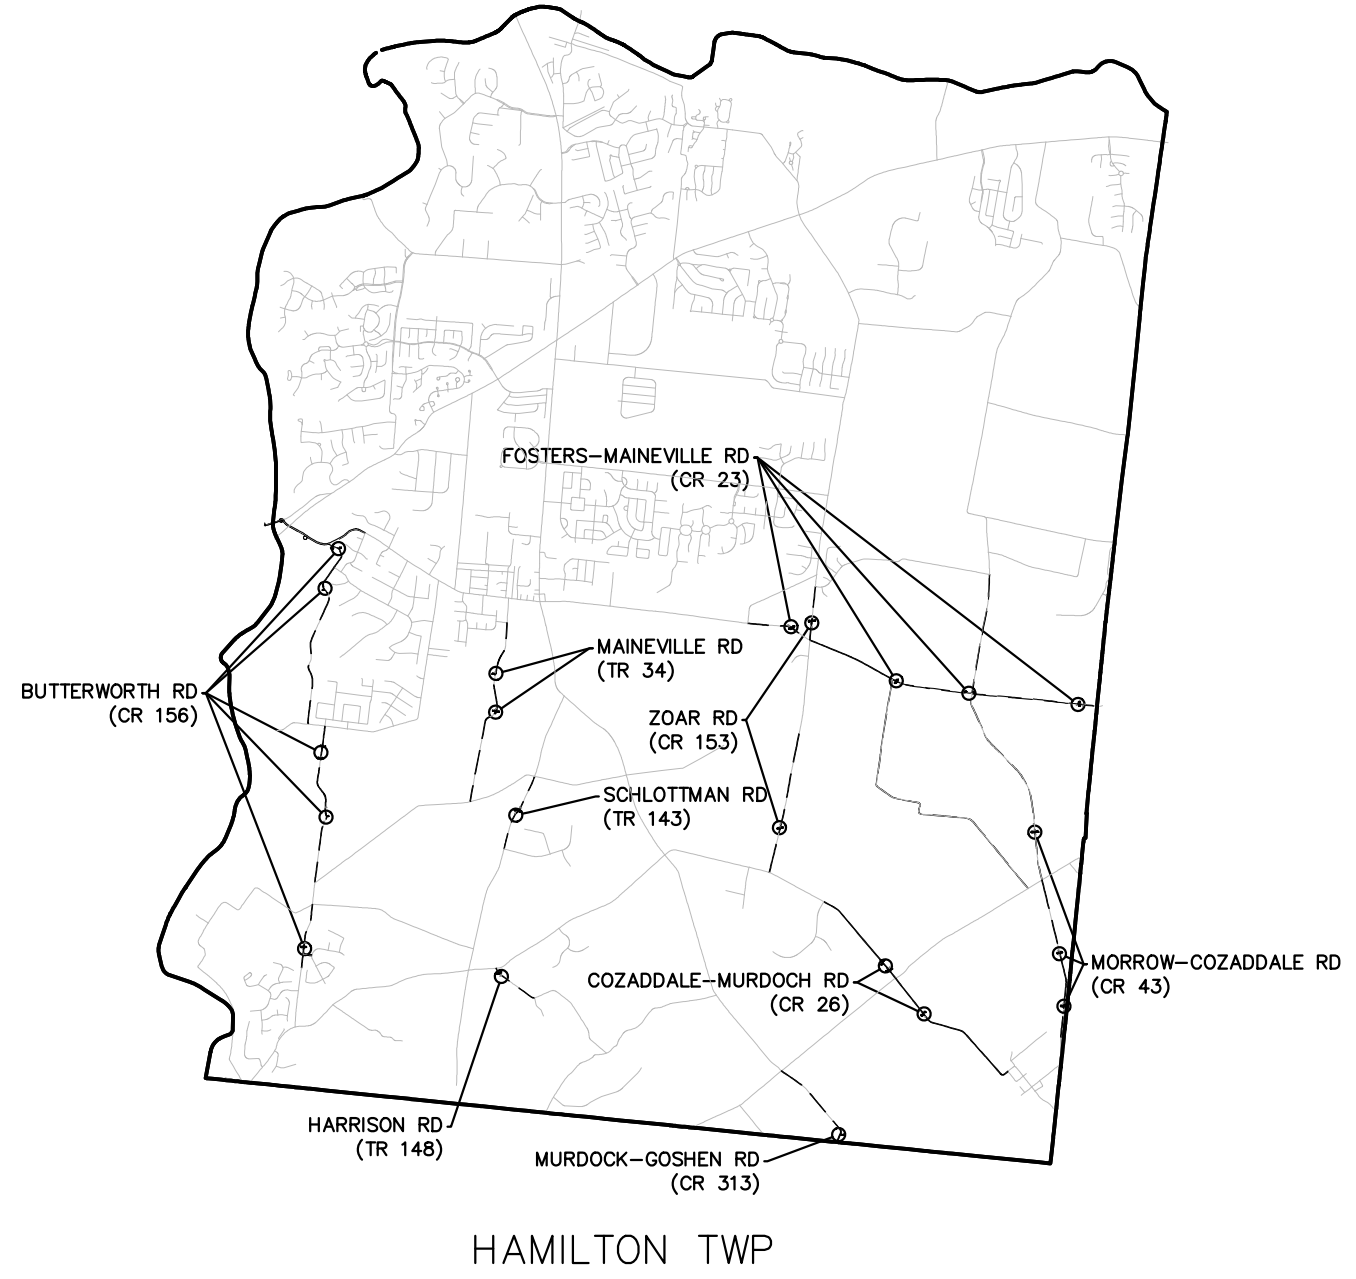 FOSTERS-MAINEVILLE RD
(CR 23)
MAINEVILLE RD
(TR 34)
BUTTERWORTH RD
(CR 156)
ZOAR RD
(CR 153)
SCHLOTTMAN RD
(TR 143)
COZADDALE-MURDOCH RD
(CR 26)
MORROW-COZADDALE RD
(CR 43)
HARRISON RD
(TR 148)
MURDOCK-GOSHEN RD
(CR 313)
HAMILTON TWP